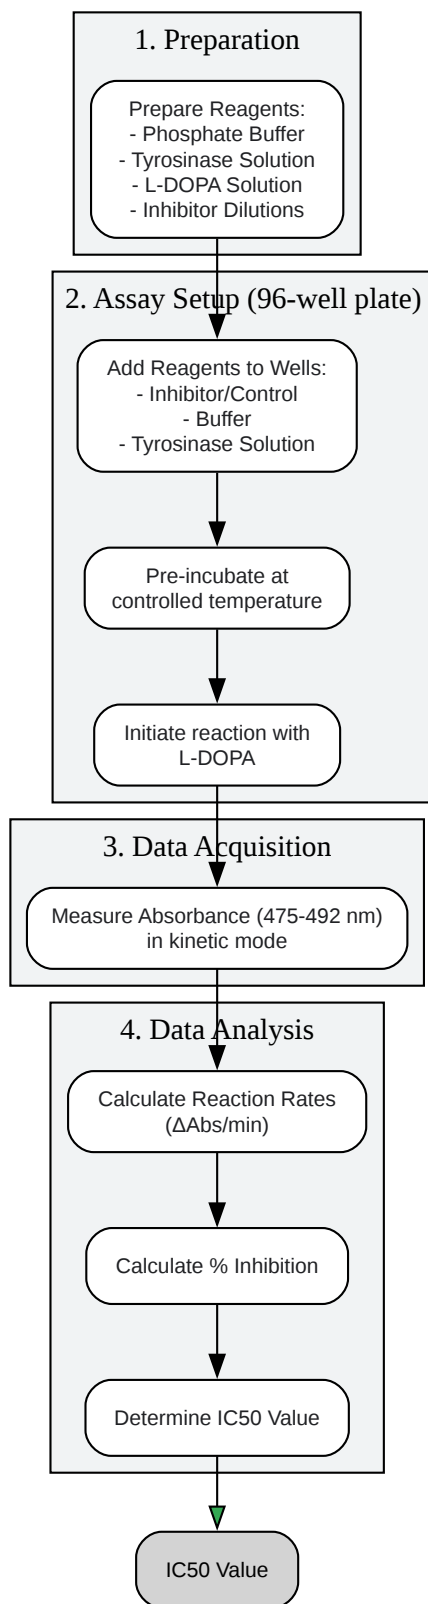 1. Preparation
Prepare Reagents:
- Phosphate Buffer
- Tyrosinase Solution
- L-DOPA Solution
- Inhibitor Dilutions
2. Assay Setup (96-well plate)
Add Reagents to Wells:
- Inhibitor/Control
- Buffer
- Tyrosinase Solution
Pre-incubate at
controlled temperature
Initiate reaction with
L-DOPA
3. Data Acquisition
Measure Absorbance (475-492 nm)
in kinetic mode
4. Data Analysis
Calculate Reaction Rates
(ΔAbs/min)
Calculate % Inhibition
Determine IC50 Value
IC50 Value